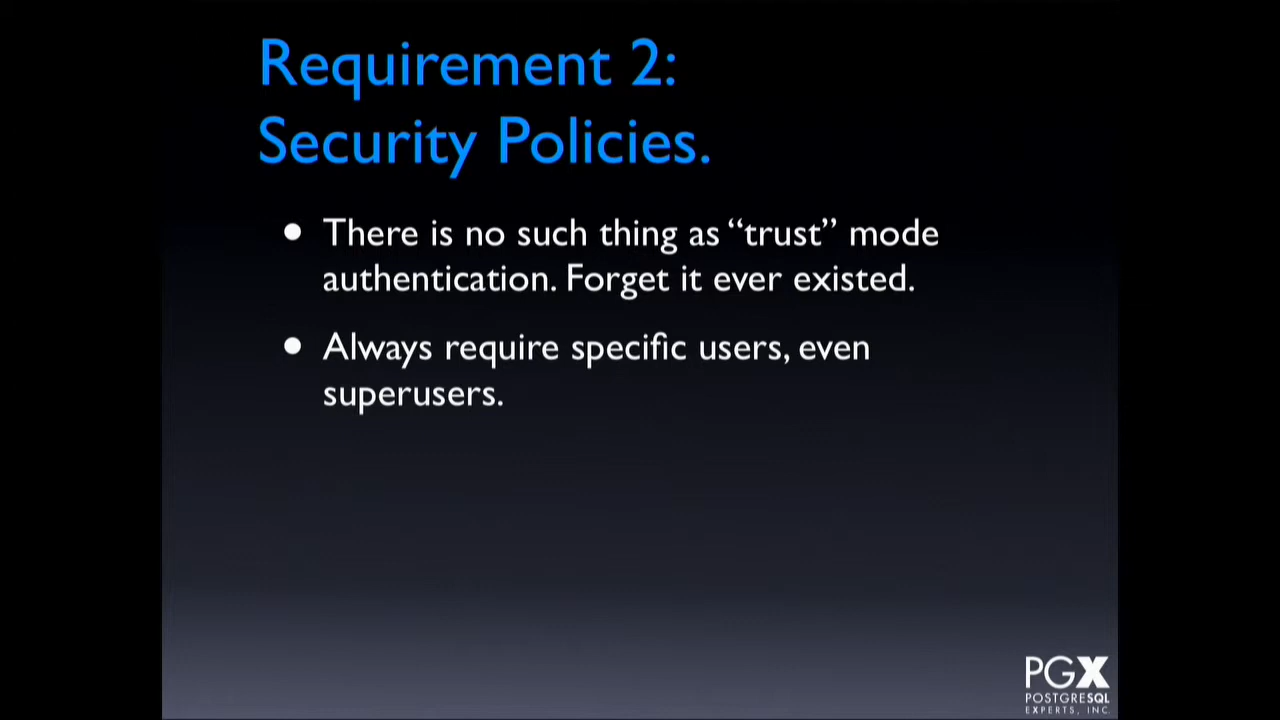 Requirement 2:
Security Policies.
• There is no such thing as “trust” mode
authentication. Forget it ever existed.
• Always require specific users, even
superusers.
PGX
POSTGRESQL
EXPERTS, INC.